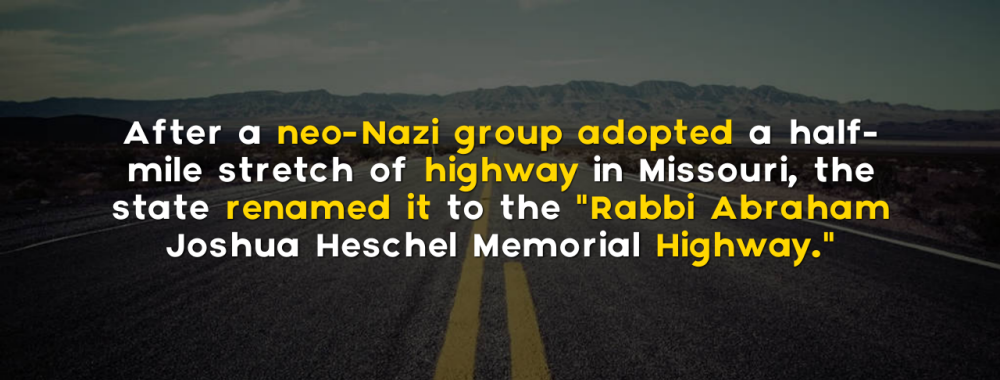 After a neo-Nazi group adopted a half-
mile stretch of highway in Missouri, the
state renamed it to the "Rabbi Abraham
Joshua Heschel Memorial Highway."